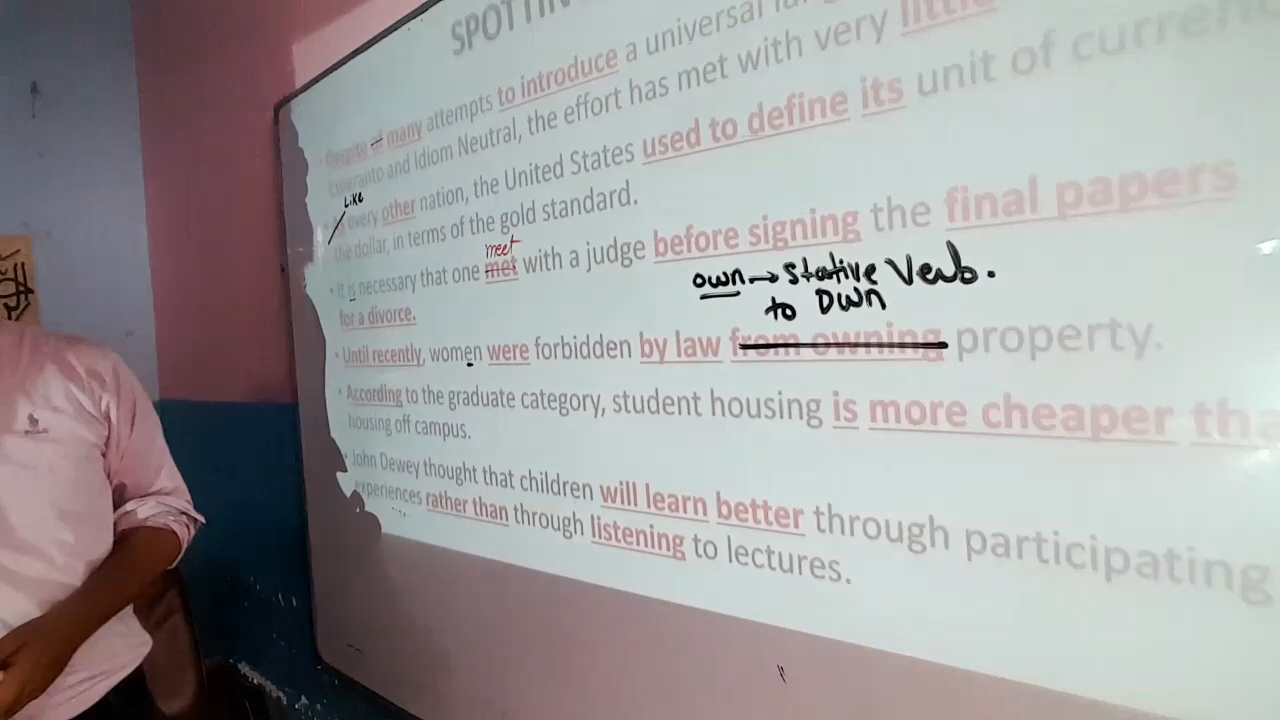 SPOTTIN
Despite of many attempts to introduce a universal
Esperanto and Idiom Neutral, the effort has met with very little
Like
every other nation, the United States used to define its unit of
the dollar, in terms of the gold standard.
meet
• It is necessary that one met with a judge before signing the final papers
for a divorce.
own → Stative Verb.
to own
• Until recently, women were forbidden by law from owning property.
• According to the graduate category, student housing is more cheaper
housing off campus.
• John Dewey thought that children will learn better through participating
experiences rather than through listening to lectures.